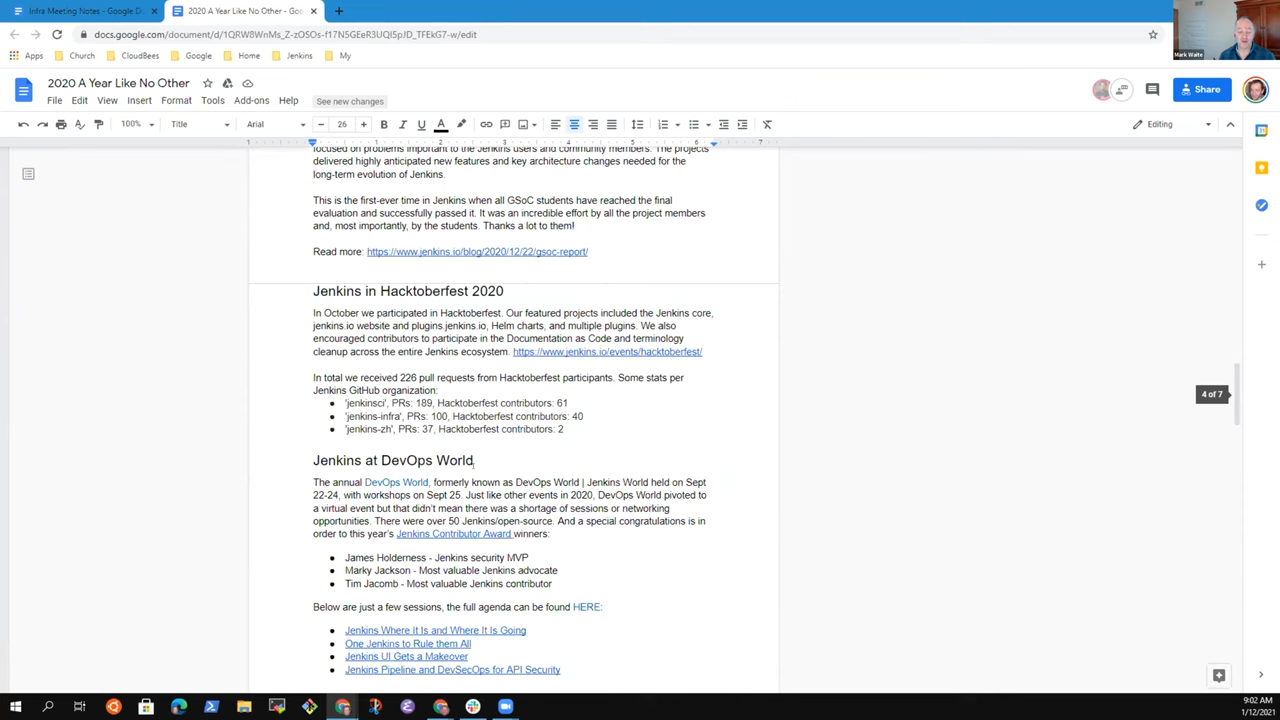 Infra Meeting Notes - Google D
2020 A Year Like No Other - Goo
docs.google.com/document/d/1QRW8WnMs_Z-zOSOs-f17N5GEeR3UQI5pJD_TFEkG7-w/edit
Apps
Church
CloudBees
Google
Home
Jenkins
My
Mark Waite
2020 A Year Like No Other
File Edit View Insert Format Tools Add-ons Help
See new changes
Share
100%
Title
Arial
26
Editing
1 1 2 3 4 5 6 7
focused on problems important to the Jenkins users and community members. The projects
delivered highly anticipated new features and key architecture changes needed for the
long-term evolution of Jenkins.
This is the first-ever time in Jenkins when all GSoC students have reached the final
evaluation and successfully passed it. It was an incredible effort by all the project members
and, most importantly, by the students. Thanks a lot to them!
Read more: https://www.jenkins.io/blog/2020/12/22/gsoc-report/
Jenkins in Hacktoberfest 2020
In October we participated in Hacktoberfest. Our featured projects included the Jenkins core,
jenkins.io website and plugins.jenkins.io, Helm charts, and multiple plugins. We also
encouraged contributors to participate in the Documentation as Code and terminology
cleanup across the entire Jenkins ecosystem. https://www.jenkins.io/events/hacktoberfest/
In total we received 226 pull requests from Hacktoberfest participants. Some stats per
Jenkins GitHub organization:
● 'jenkinsci', PRs: 189, Hacktoberfest contributors: 61
● 'jenkins-infra', PRs: 100, Hacktoberfest contributors: 40
● 'jenkins-zh', PRs: 37, Hacktoberfest contributors: 2
4 of 7
Jenkins at DevOps World
The annual DevOps World, formerly known as DevOps World | Jenkins World held on Sept
22-24, with workshops on Sept 25. Just like other events in 2020, DevOps World pivoted to
a virtual event but that didn't mean there was a shortage of sessions or networking
opportunities. There were over 50 Jenkins/open-source. And a special congratulations is in
order to this year's Jenkins Contributor Award winners:
● James Holderness - Jenkins security MVP
● Marky Jackson - Most valuable Jenkins advocate
● Tim Jacomb - Most valuable Jenkins contributor
Below are just a few sessions, the full agenda can be found HERE:
● Jenkins Where It Is and Where It Is Going
● One Jenkins to Rule them All
● Jenkins UI Gets a Makeover
● Jenkins Pipeline and DevSecOps for API Security
9:02 AM
1/12/2021